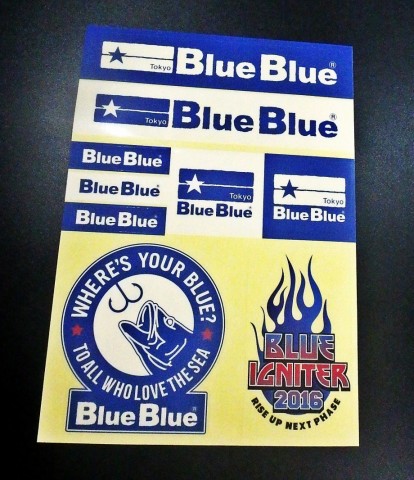 Tokyo BlueBlue®
Tokyo BlueBlue®
BlueBlue®
BlueBlue®
BlueBlue®
Tokyo
BlueBlue®
Tokyo
BlueBlue®
WHERE'S YOUR BLUE?
TO ALL WHO LOVE THE SEA
BlueBlue®
BLUE
IGNITER
2016
RISE UP NEXT PHASE